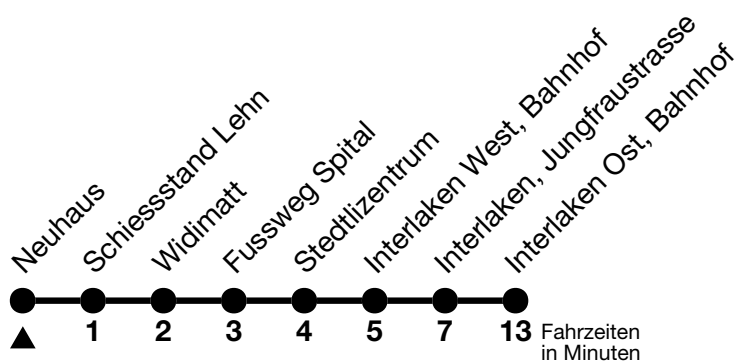 Neuhaus
Schiessstand Lehn
Widimatt
Fussweg Spital
Stedtlizentrum
Interlaken West, Bahnhof
Interlaken, Jungfraustrasse
Interlaken Ost, Bahnhof
1 2 3 4 5 7 13 Fahrzeiten
in Minuten